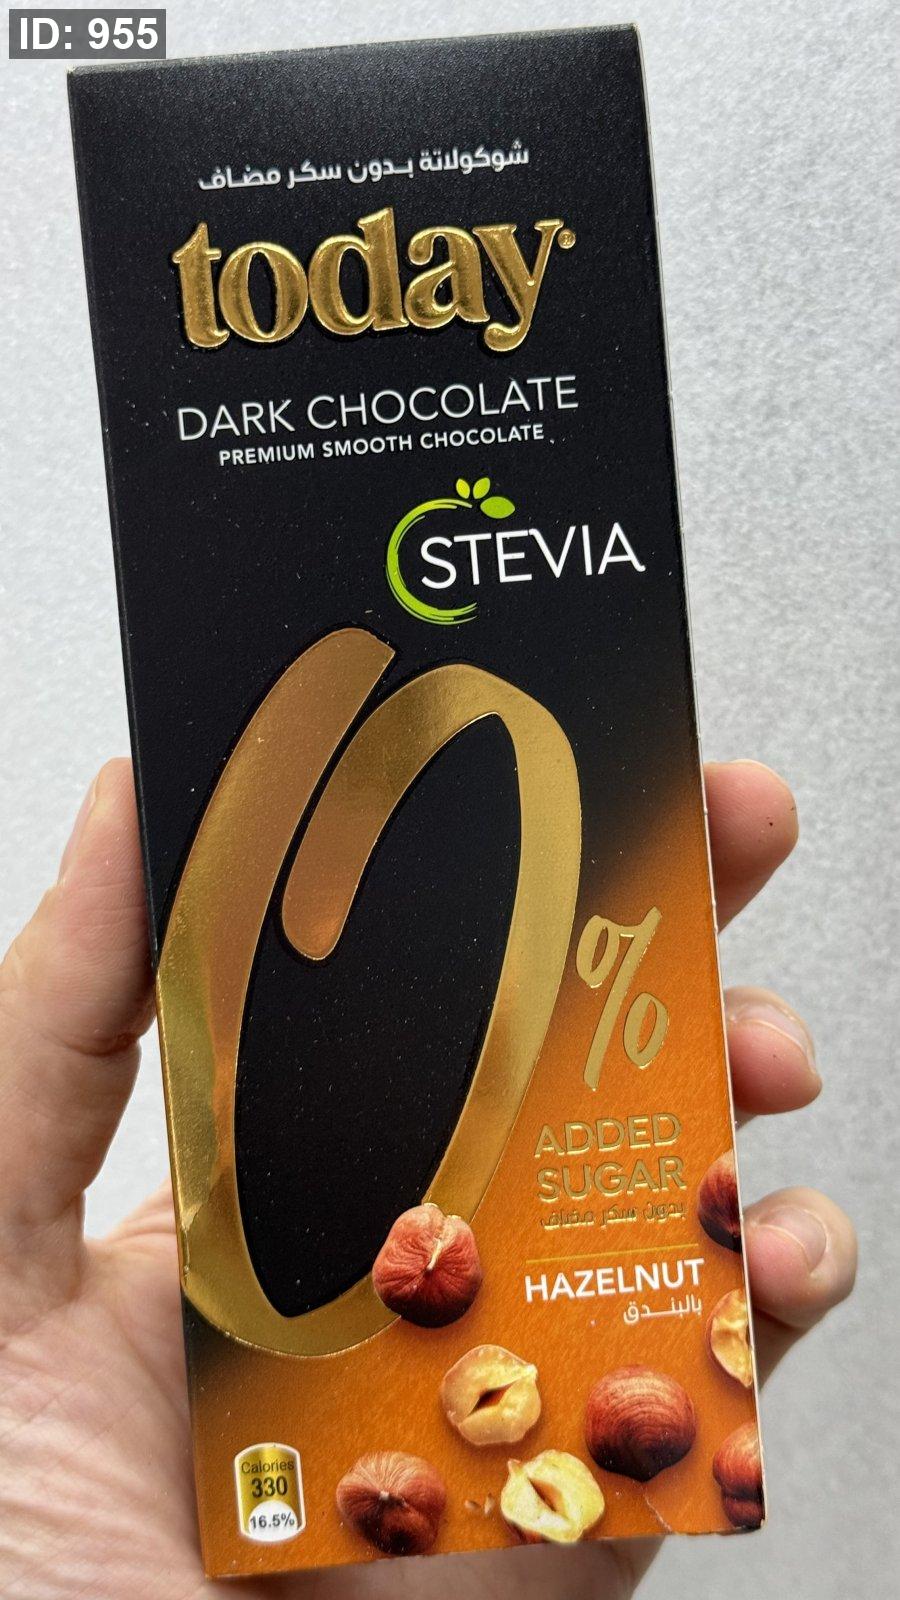 ID: 955
شوكولاتة بدون سكر مضاف
today®
DARK CHOCOLATE
PREMIUM SMOOTH CHOCOLATE
STEVIA
0%
ADDED
SUGAR
بدون سكر مضاف
HAZELNUT
بالبندق
Calories
330
16.5%